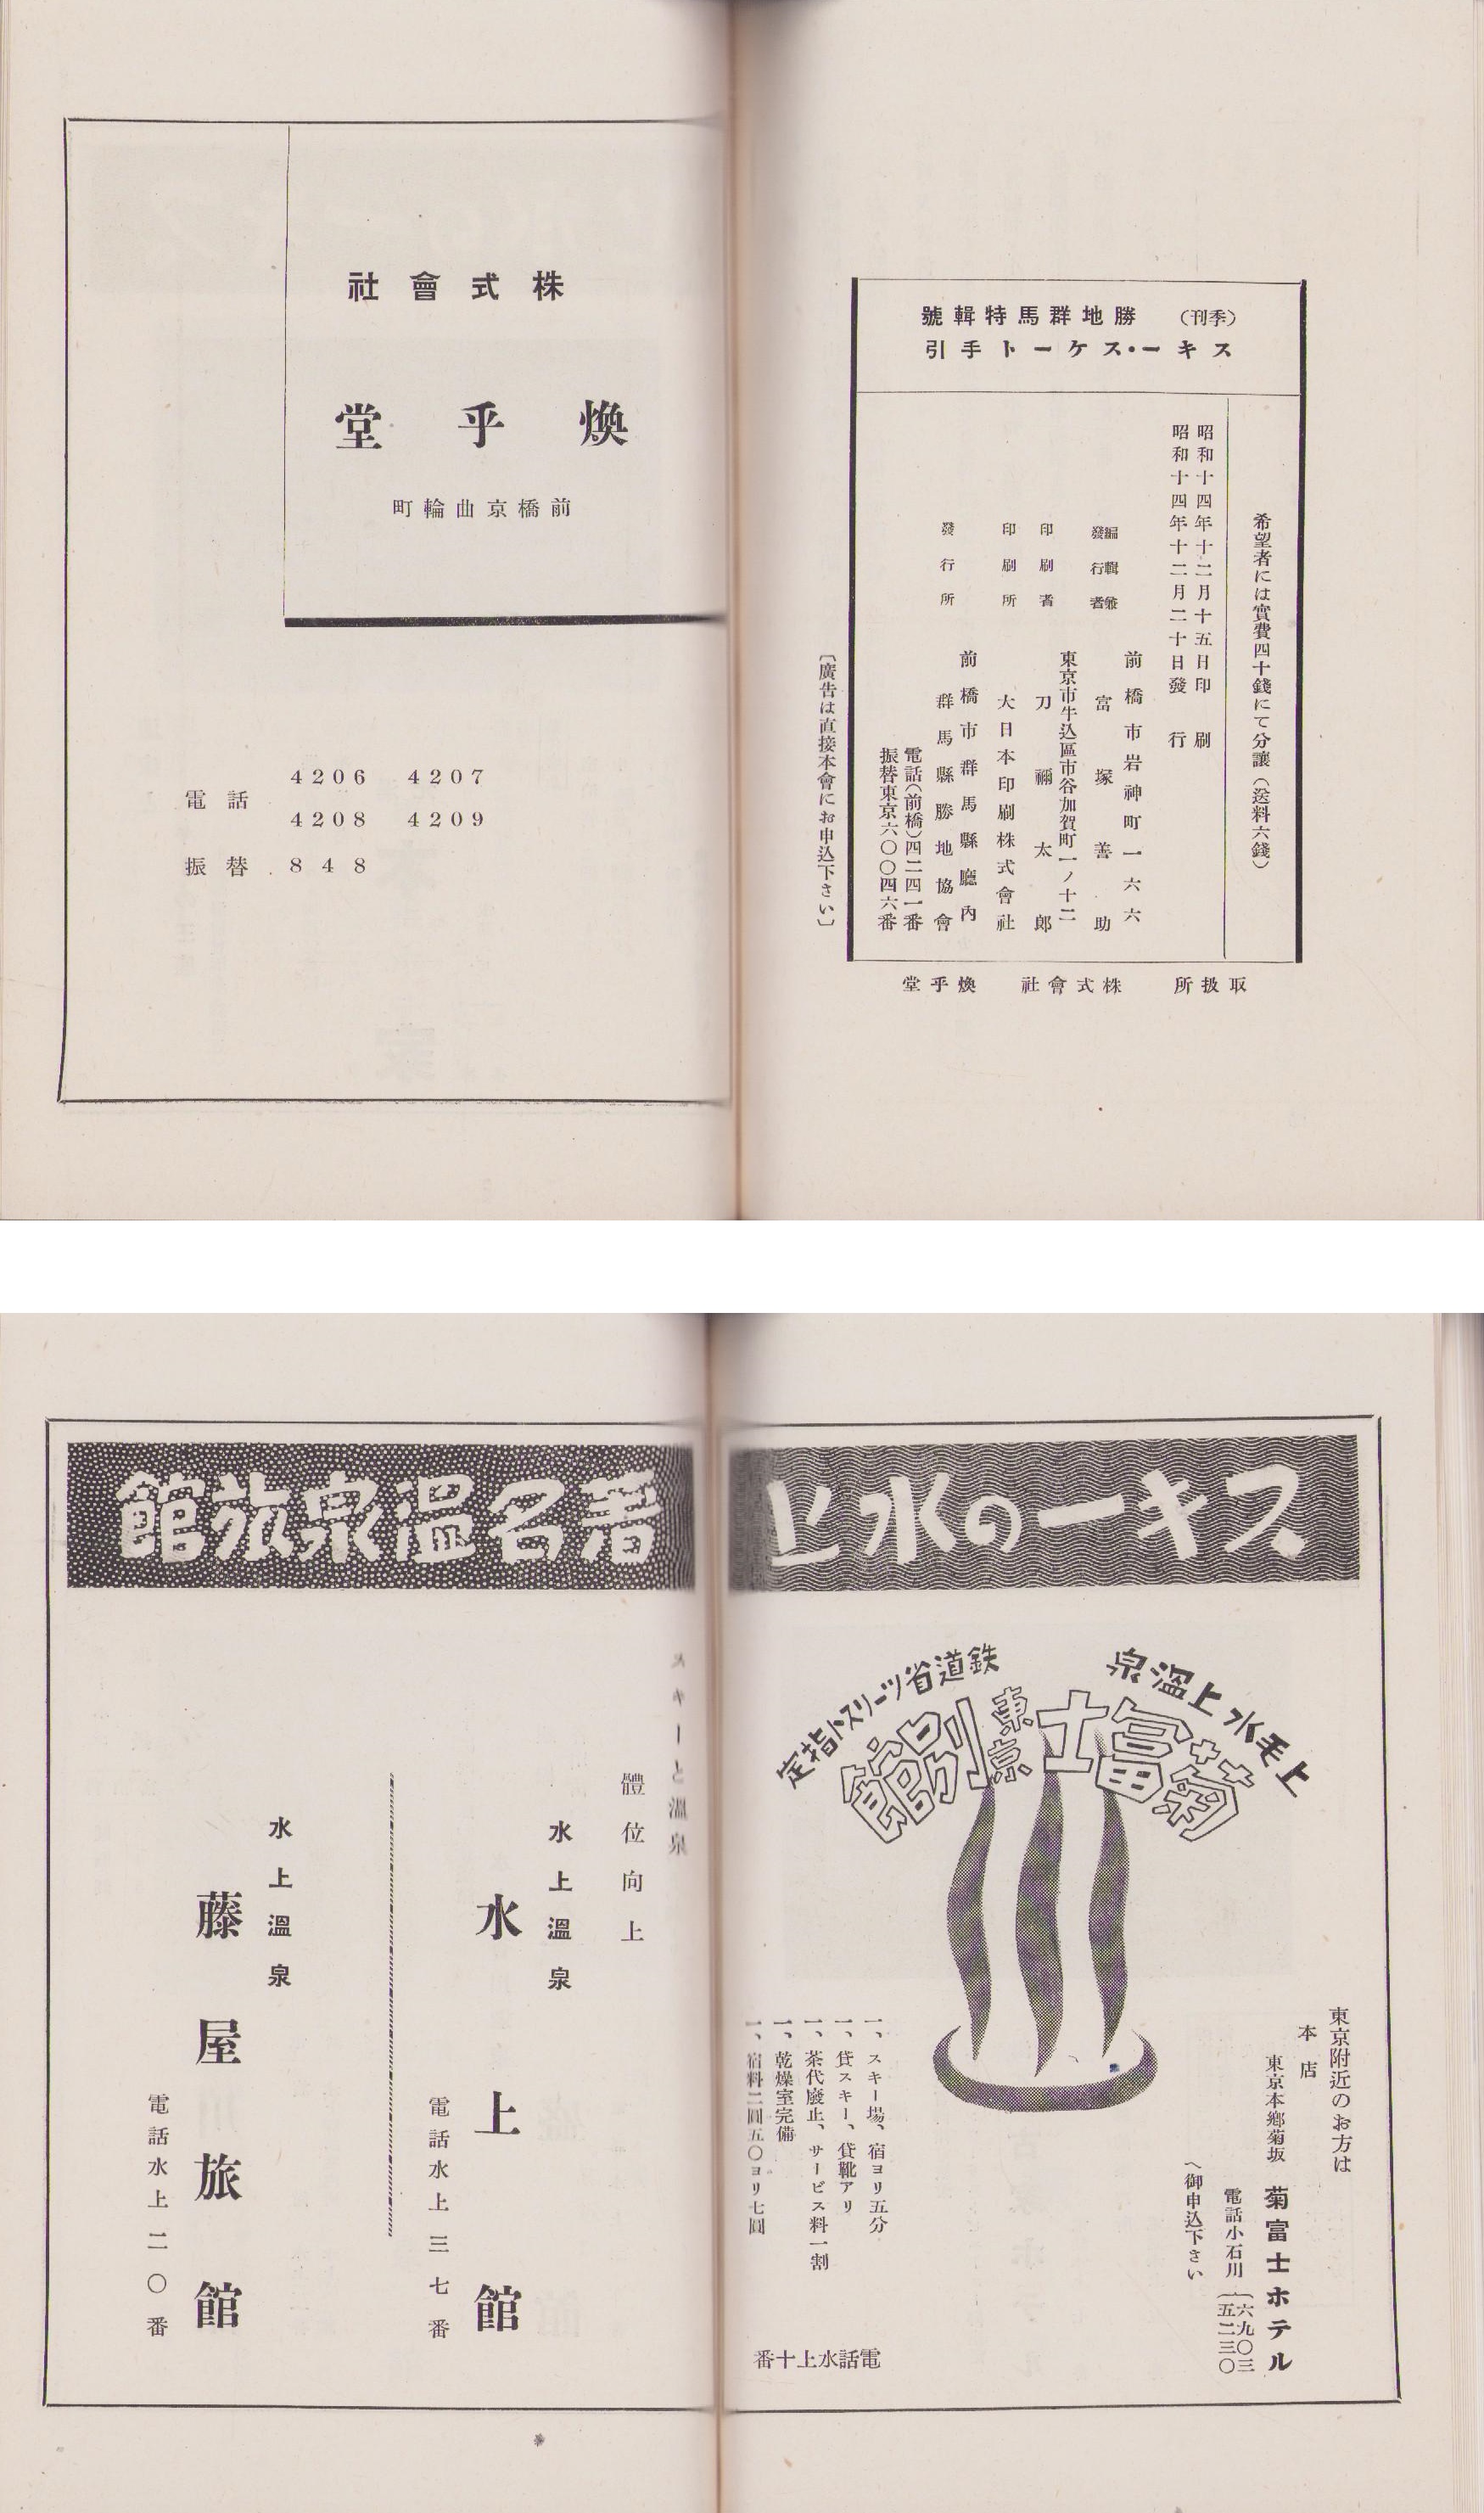 (季刊) 勝地群馬特輯號
スキー・スケート手引
希望者には實費四十錢にて分讓(送料六錢)
昭和十四年十二月十五日印刷
昭和十四年十二月二十日發行
前橋市岩神町一六六
編輯兼發行者 富塚善助
東京市牛込區市谷加賀町一ノ十二
印刷者 刀禰太郎
印刷所 大日本印刷株式會社
前橋市群馬縣廳內
發行所 群馬縣勝地協會
電話(前橋)四二四一番
振替東京六〇〇四六番
〔廣告は直接本會にお申込下さい〕
取扱所 株式會社 煥乎堂
株式會社
煥乎堂
前橋京曲輪町
電話 4206 4207
4208 4209
振替 848
スキーの水上
上毛水上溫泉
鉄道省ツーリスト指定
菊富士東京別館
東京附近のお方は
本店
東京本鄉菊坂 菊富士ホテル
電話小石川 (六九〇三
(五二三〇
へ御申込下さい
一、スキー場、宿ヨリ五分
一、貸スキー、貸靴アリ
一、茶代廢止、サービス料一割
一、乾燥室完備
一、宿料二圓五〇ヨリ七圓
電話水上十番
著名温泉旅館
スキーと溫泉
體位向上
水上溫泉
水上館
電話水上三七番
水上溫泉
藤屋旅館
電話水上二〇番